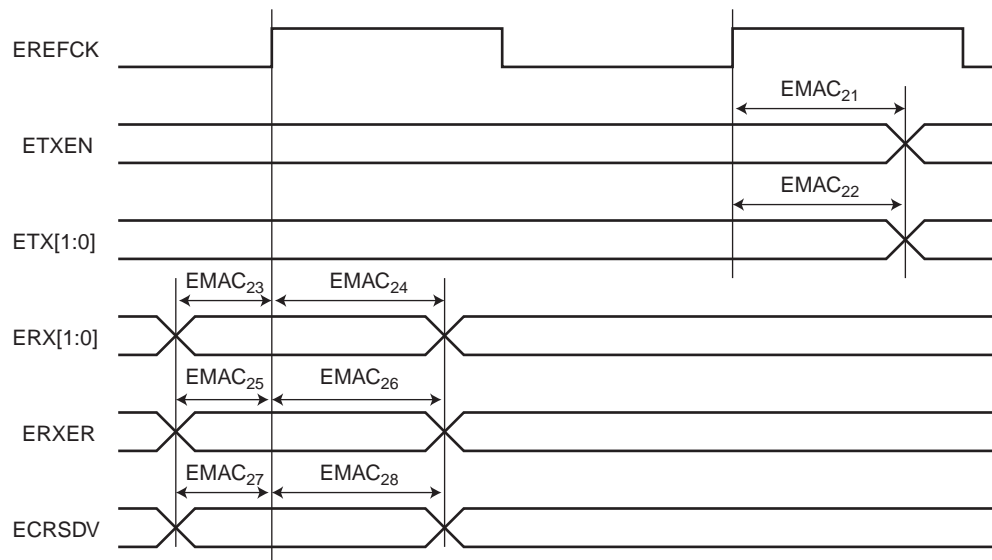 EREFCK
EMAC21
ETXEN
EMAC22
ETX[1:0]
EMAC23 EMAC24
ERX[1:0]
EMAC25 EMAC26
ERXER
EMAC27 EMAC28
ECRSDV